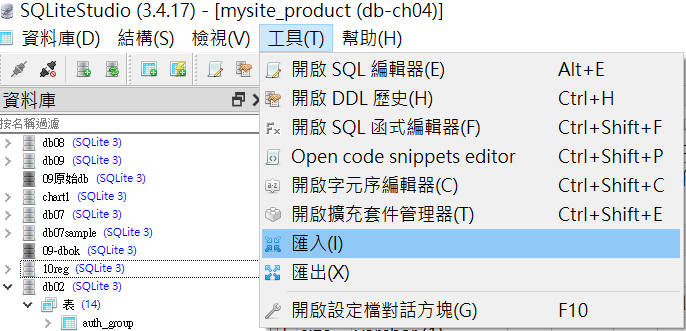 SQLiteStudio (3.4.17) - [mysite_product (db-ch04)]
資料庫(D) 結構(S) 檢視(V) 工具(T) 幫助(H)
資料庫
按名稱過濾
db08 (SQLite 3)
db09 (SQLite 3)
09原始db (SQLite 3)
chart1 (SQLite 3)
db07 (SQLite 3)
db07sample (SQLite 3)
09-dbok (SQLite 3)
10reg (SQLite 3)
db02 (SQLite 3)
表 (14)
auth_group
開啟 SQL 編輯器(E) Alt+E
開啟 DDL 歷史(H) Ctrl+H
開啟 SQL 函式編輯器(F) Ctrl+Shift+F
Open code snippets editor Ctrl+Shift+P
開啟字元序編輯器(C) Ctrl+Shift+C
開啟擴充套件管理器(T) Ctrl+Shift+E
匯入(I)
匯出(X)
開啟設定檔對話方塊(G) F10